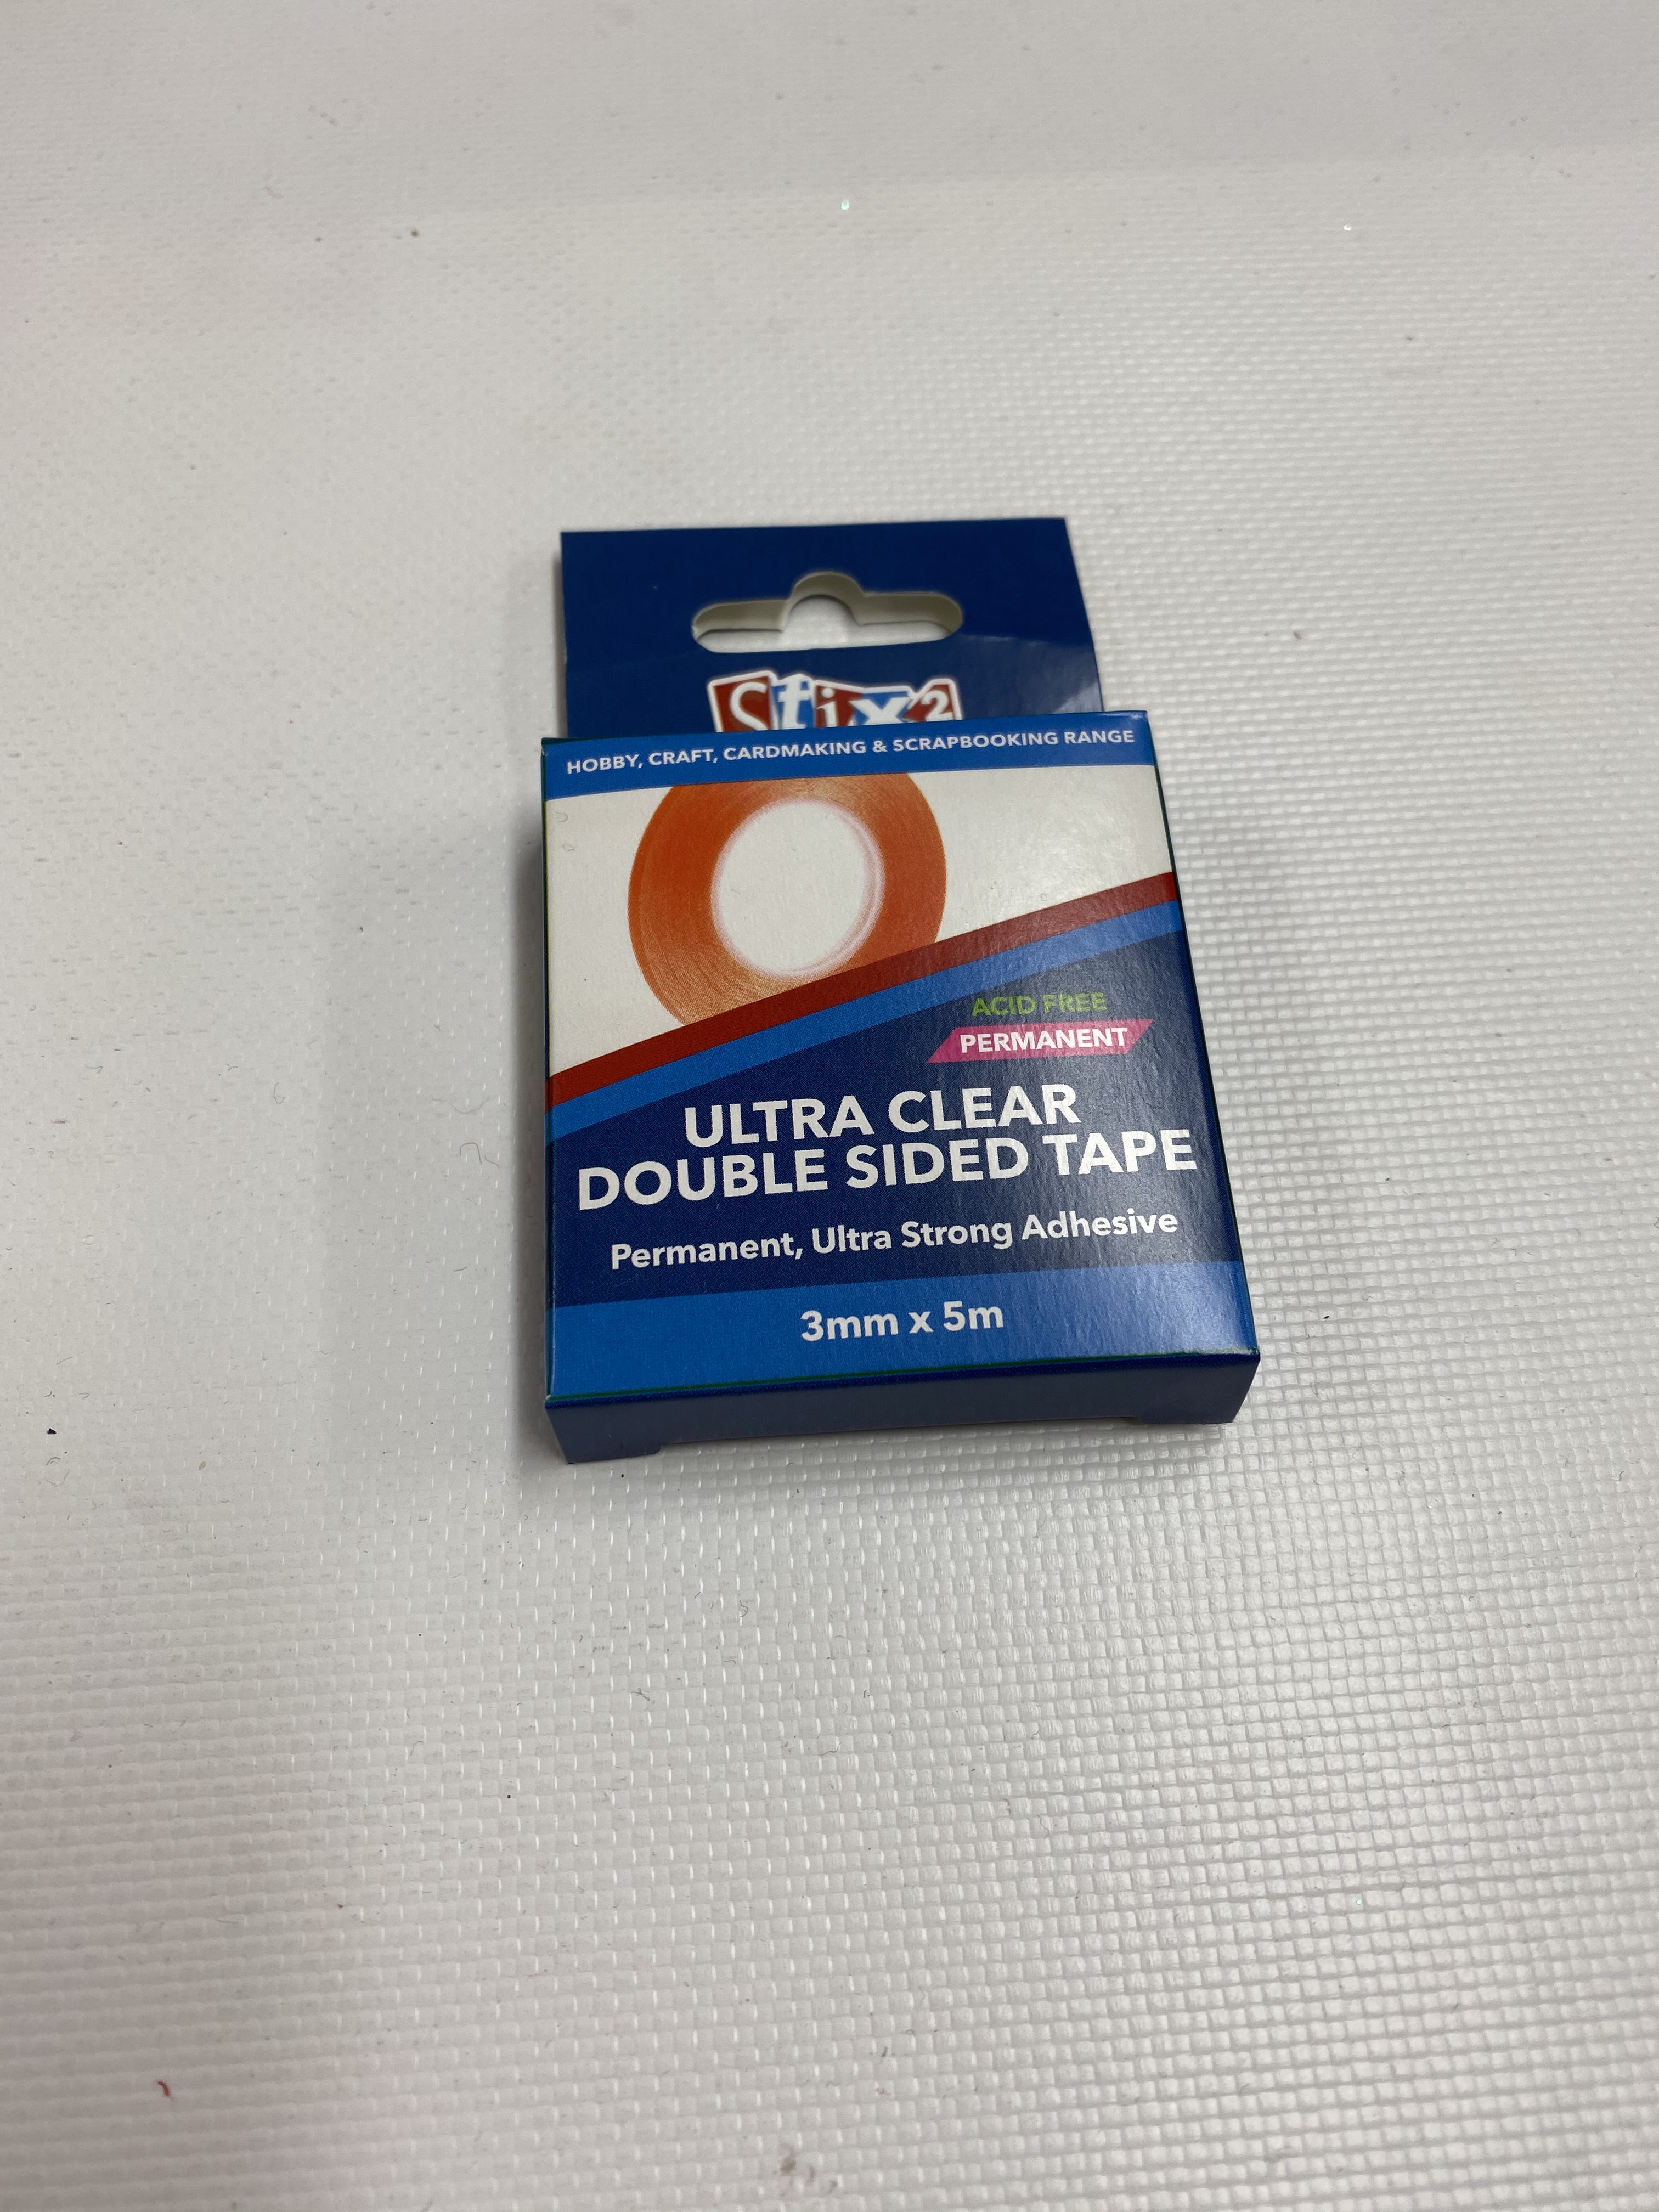 Stix2
HOBBY, CRAFT, CARDMAKING & SCRAPBOOKING RANGE
ACID FREE
PERMANENT
ULTRA CLEAR
DOUBLE SIDED TAPE
Permanent, Ultra Strong Adhesive
3mm x 5m